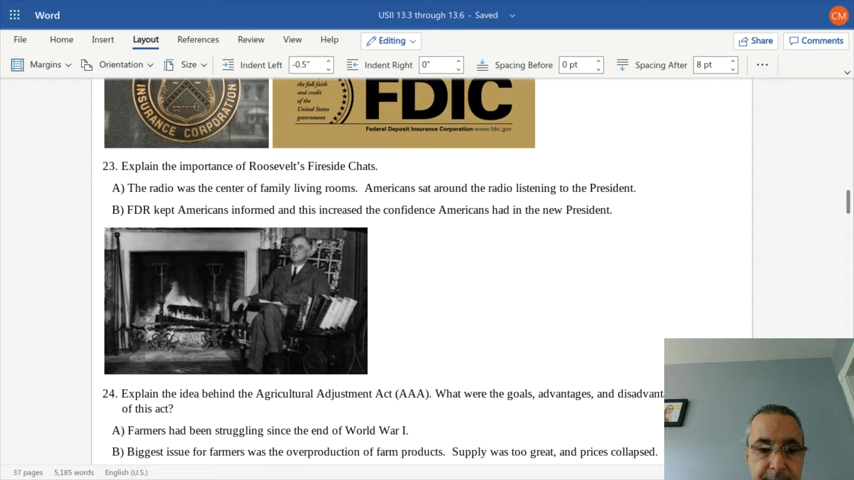 Word
USII 13.3 through 13.6 - Saved
CM
File Home Insert Layout References Review View Help Editing Share Comments
Margins Orientation Size Indent Left -0.5" Indent Right 0" Spacing Before 0 pt Spacing After 8 pt
INSURANCE CORPORATION
the full faith
and credit
of the
United States
government
FDIC
Federal Deposit Insurance Corporation • www.fdic.gov
23. Explain the importance of Roosevelt's Fireside Chats.
A) The radio was the center of family living rooms. Americans sat around the radio listening to the President.
B) FDR kept Americans informed and this increased the confidence Americans had in the new President.
24. Explain the idea behind the Agricultural Adjustment Act (AAA). What were the goals, advantages, and disadvant
of this act?
A) Farmers had been struggling since the end of World War I.
B) Biggest issue for farmers was the overproduction of farm products. Supply was too great, and prices collapsed.
37 pages 5,185 words English (U.S.)